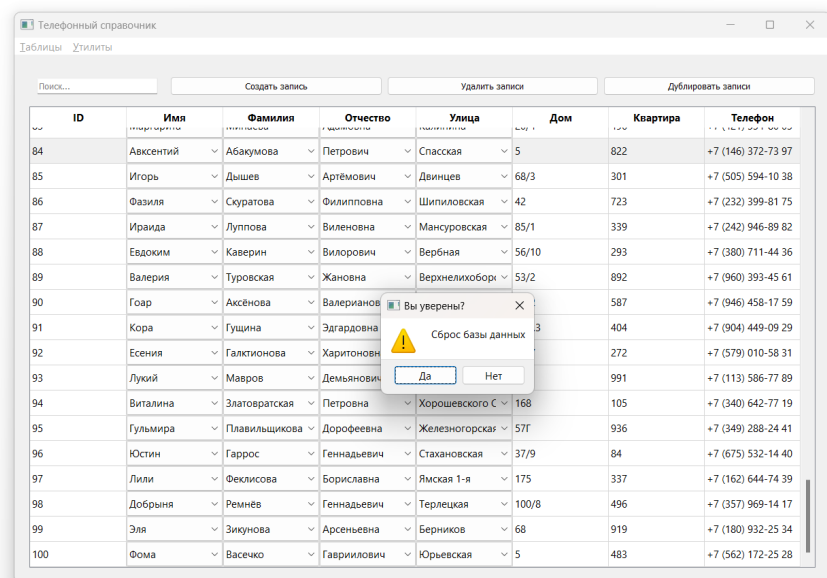 Телефонный справочник
Таблицы Утилиты
Поиск... Создать запись Удалить записи Дублировать записи
ID Имя Фамилия Отчество Улица Дом Квартира Телефон
84 Авксентий Абакумова Петрович Спасская 5 822 +7 (146) 372-73 97
85 Игорь Дышев Артёмович Двинцев 68/3 301 +7 (505) 594-10 38
86 Фазиля Скуратова Филипповна Шипиловская 42 723 +7 (232) 399-81 75
87 Ираида Луппова Виленовна Мансуровская 85/1 339 +7 (242) 946-89 82
88 Евдоким Каверин Вилорович Вербная 56/10 293 +7 (380) 711-44 36
89 Валерия Туровская Жановна Верхнелихоборс 53/2 892 +7 (960) 393-45 61
90 Гоар Аксёнова Валерианов 587 +7 (946) 458-17 59
91 Кора Гущина Эдгардовна 404 +7 (904) 449-09 29
92 Есения Галктионова Харитоновн 272 +7 (579) 010-58 31
93 Лукий Мавров Демьянович 991 +7 (113) 586-77 89
94 Виталина Златовратская Петровна Хорошевского С 168 105 +7 (340) 642-77 19
95 Гульмира Плавильщикова Дорофеевна Железногорская 57Г 936 +7 (349) 288-24 41
96 Юстин Гаррос Геннадьевич Стахановская 37/9 84 +7 (675) 532-14 40
97 Лили Феклисова Бориславна Ямская 1-я 175 337 +7 (162) 644-74 39
98 Добрыня Ремнёв Геннадьевич Терлецкая 100/8 496 +7 (357) 969-14 17
99 Эля Зикунова Арсеньевна Берников 68 919 +7 (180) 932-25 34
100 Фома Васечко Гавриилович Юрьевская 5 483 +7 (562) 172-25 28
Вы уверены?
Сброс базы данных
Да Нет